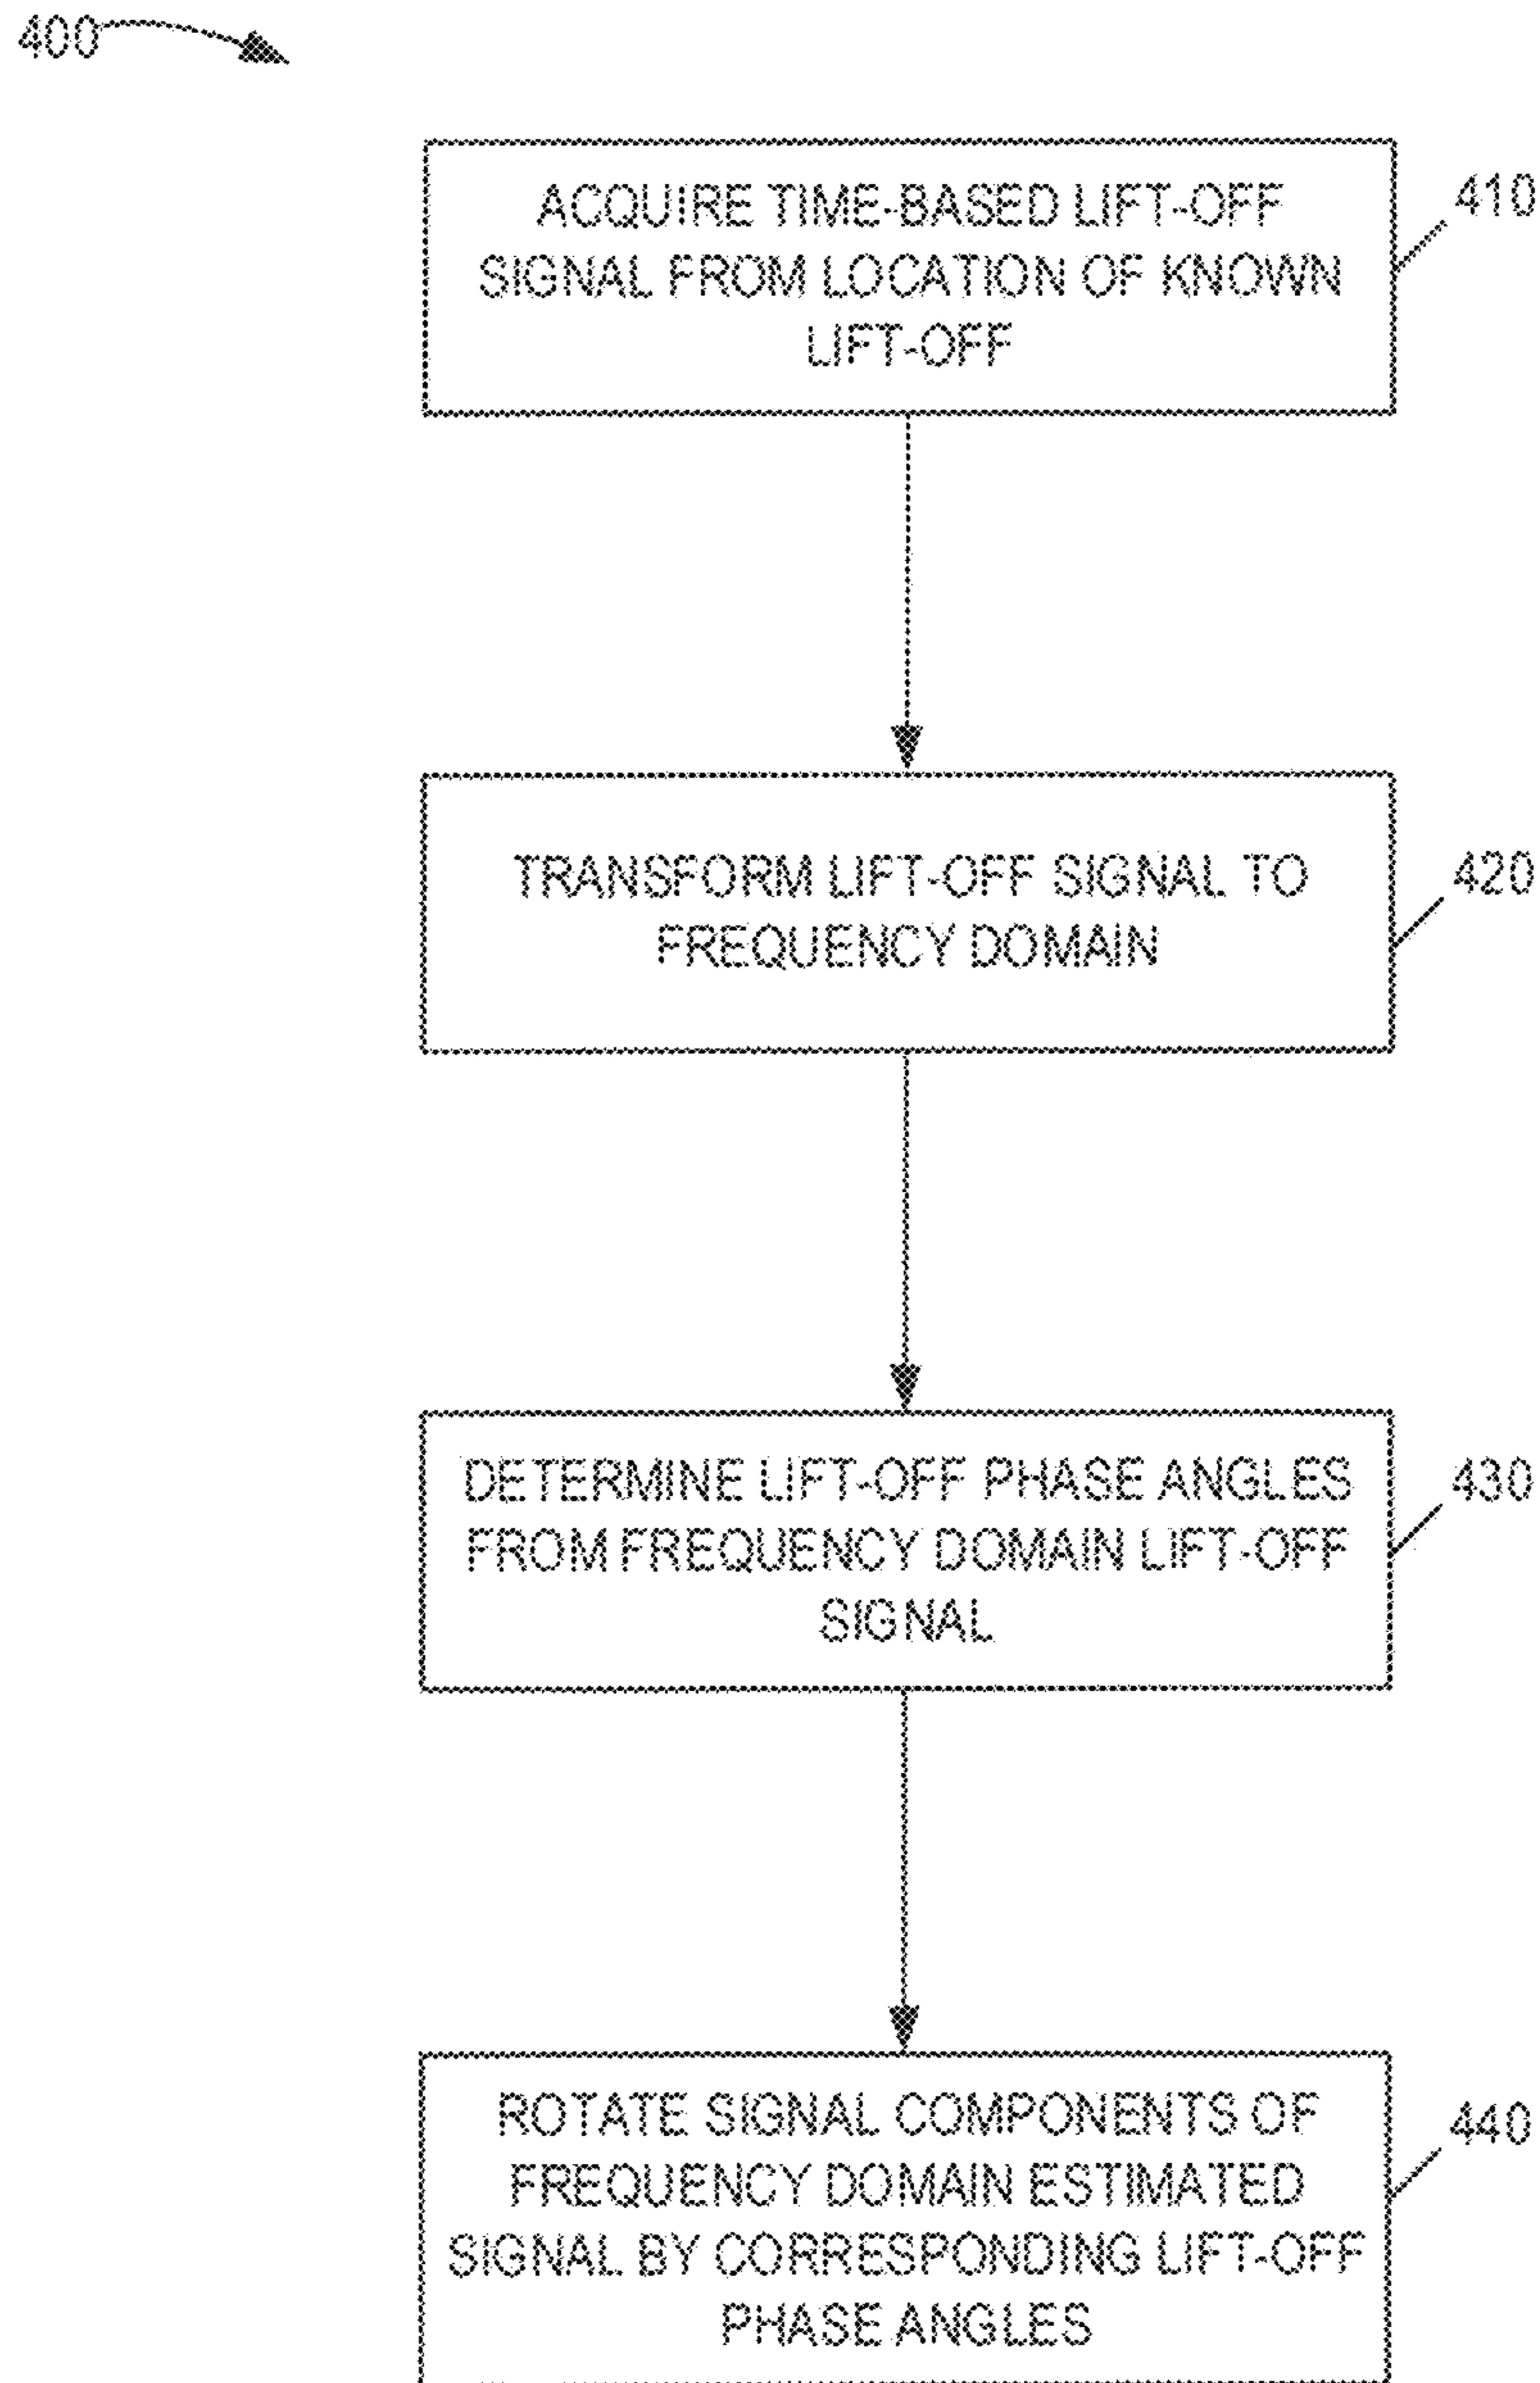 400
ACQUIRE TIME-BASED LIFT-OFF
SIGNAL FROM LOCATION OF KNOWN
LIFT-OFF
410
TRANSFORM LIFT-OFF SIGNAL TO
FREQUENCY DOMAIN
420
DETERMINE LIFT-OFF PHASE ANGLES
FROM FREQUENCY DOMAIN LIFT-OFF
SIGNAL
430
ROTATE SIGNAL COMPONENTS OF
FREQUENCY DOMAIN ESTIMATED
SIGNAL BY CORRESPONDING LIFT-OFF
PHASE ANGLES
440